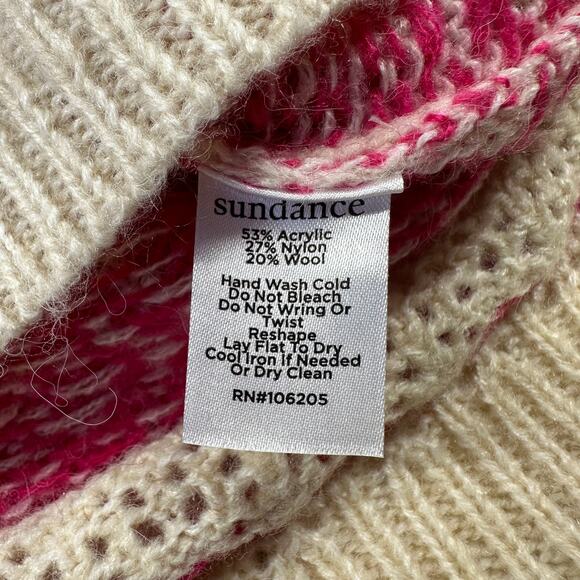 sundance
53% Acrylic
27% Nylon
20% Wool
Hand Wash Cold
Do Not Bleach
Do Not Wring Or
Twist
Reshape
Lay Flat To Dry
Cool Iron If Needed
Or Dry Clean
RN#106205